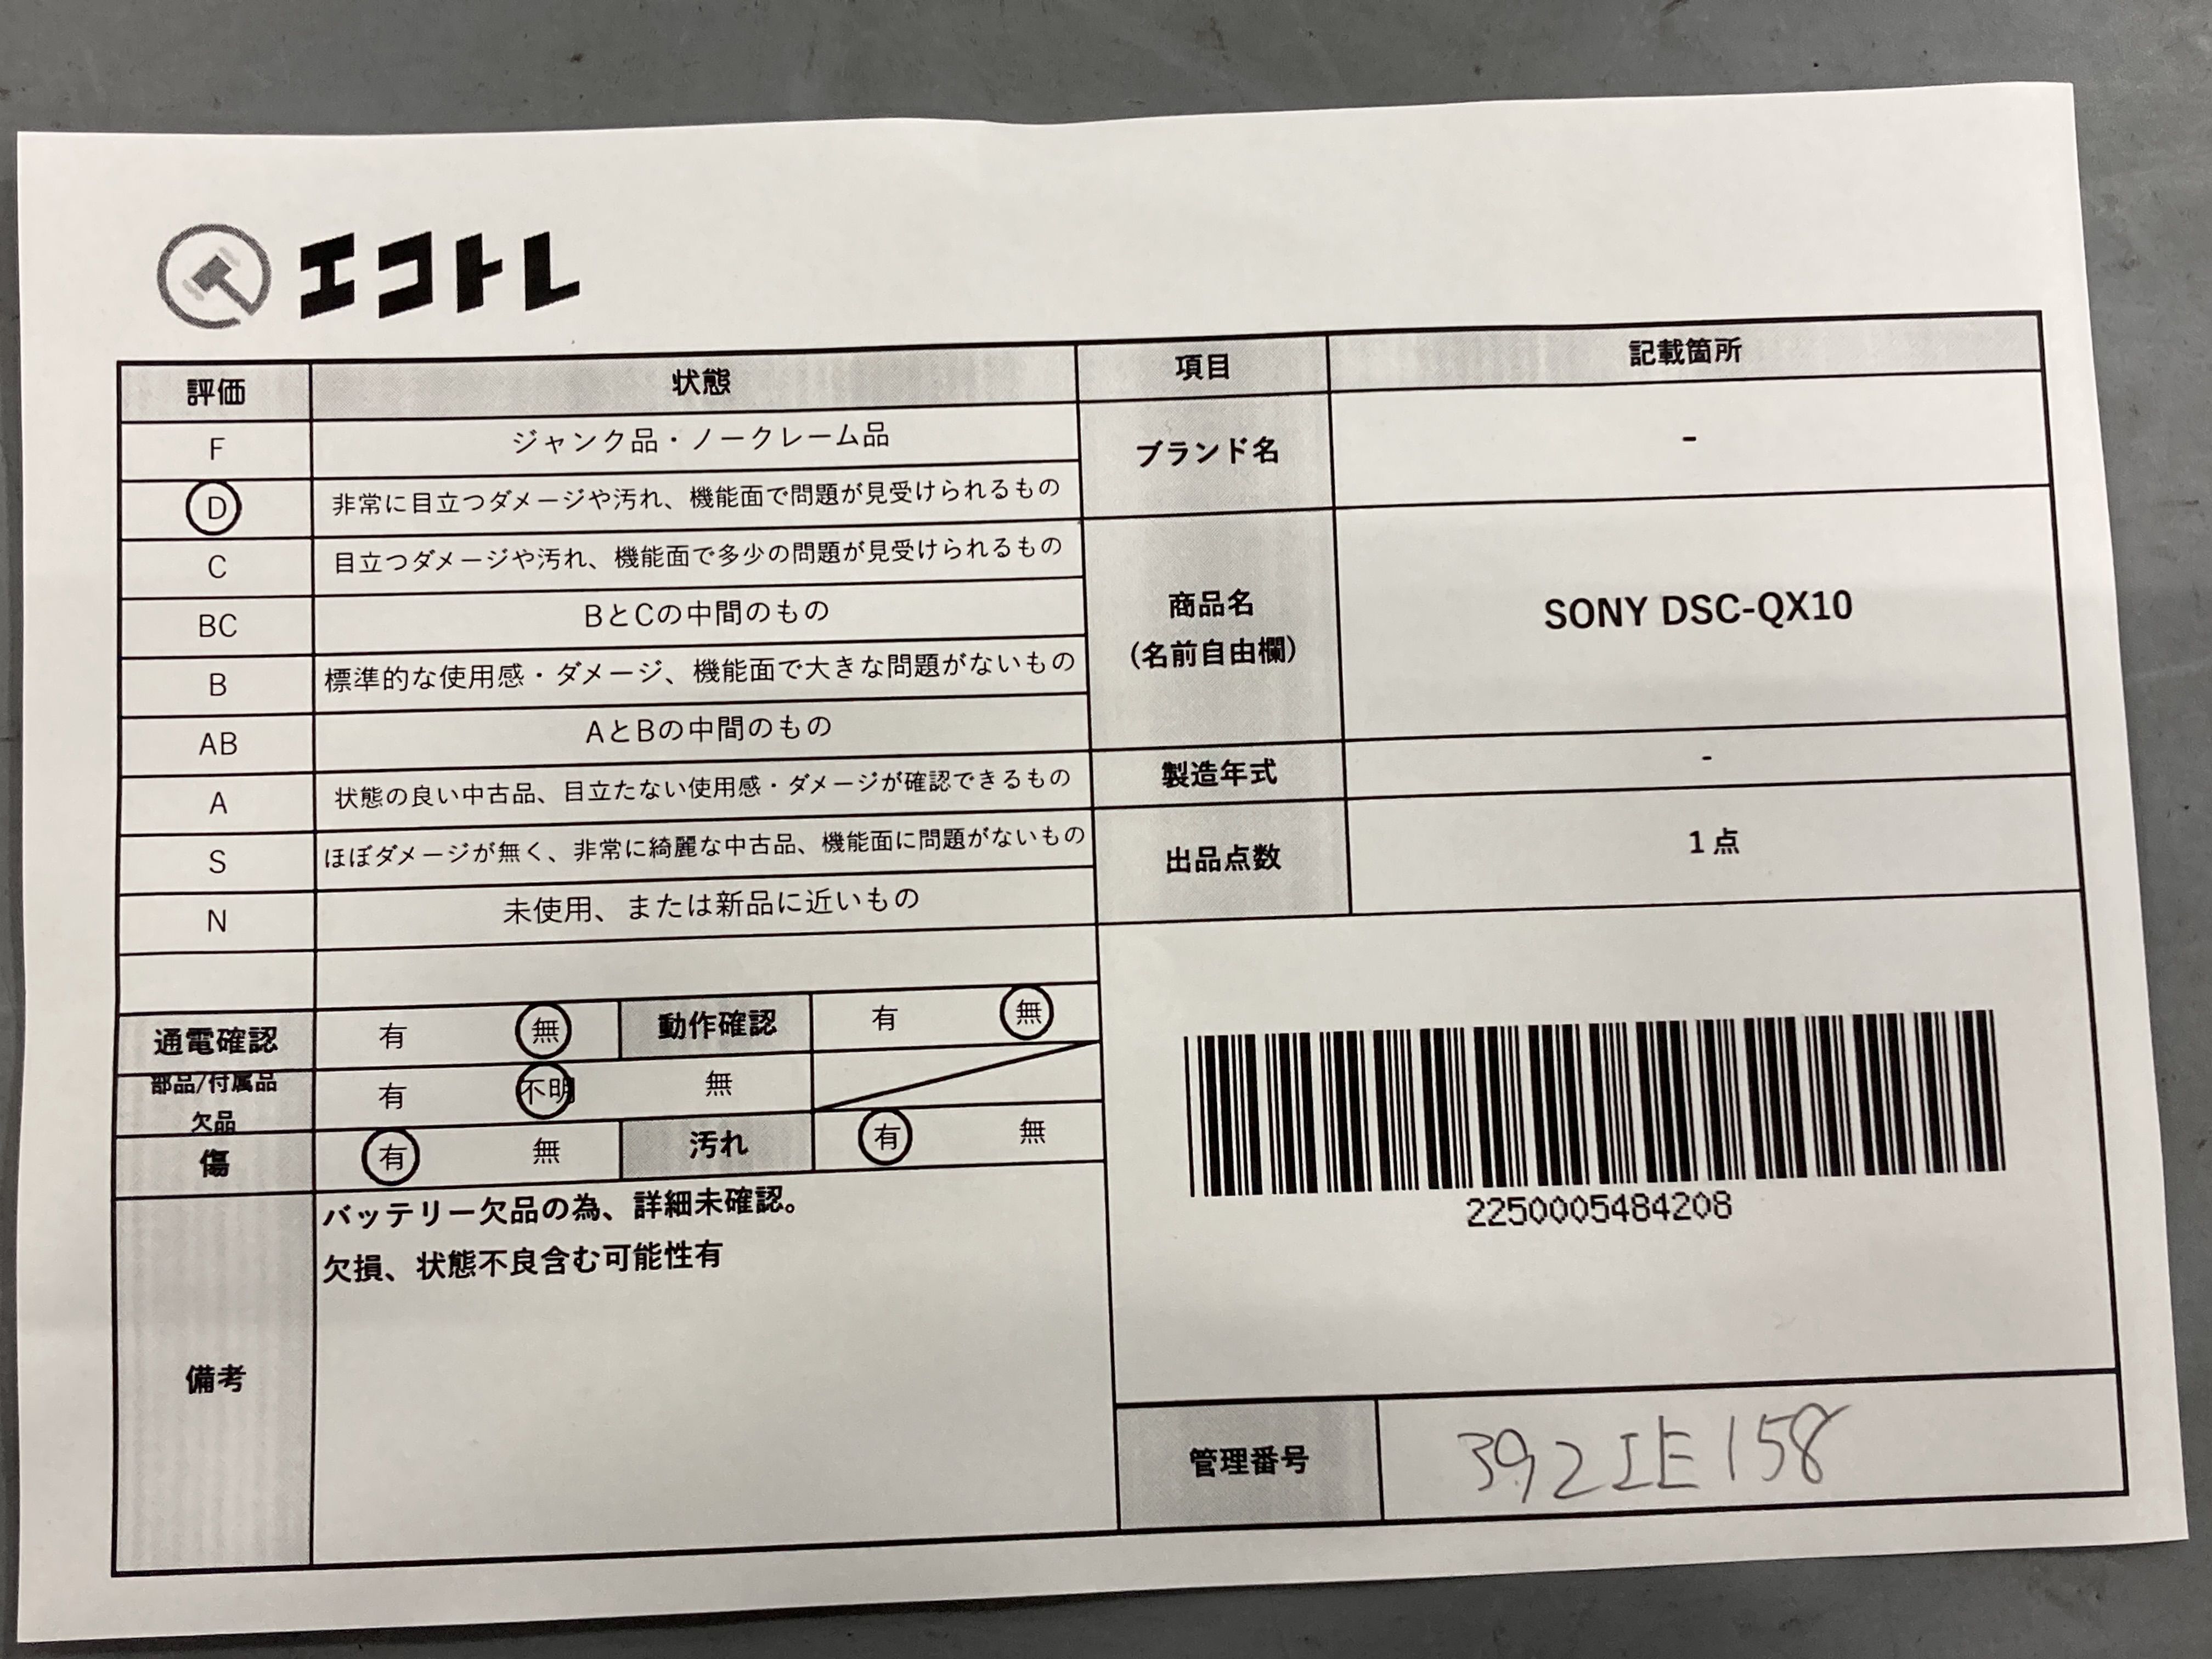 エコトレ
評価 状態 項目 記載箇所
F ジャンク品・ノークレーム品
ブランド名 -
D 非常に目立つダメージや汚れ、機能面で問題が見受けられるもの
C 目立つダメージや汚れ、機能面で多少の問題が見受けられるもの
商品名
(名前自由欄)
SONY DSC-QX10
BC BとCの中間のもの
B 標準的な使用感・ダメージ、機能面で大きな問題がないもの
AB AとBの中間のもの
製造年式 -
A 状態の良い中古品、目立たない使用感・ダメージが確認できるもの
出品点数 1点
S ほぼダメージが無く、非常に綺麗な中古品、機能面に問題がないもの
N 未使用、または新品に近いもの
通電確認 有 無 動作確認 有 無
部品/付属品
欠品
有 不明 無
傷 有 無 汚れ 有 無
2250005484208
備考
バッテリー欠品の為、詳細未確認。
欠損、状態不良含む可能性有
管理番号 392IE158